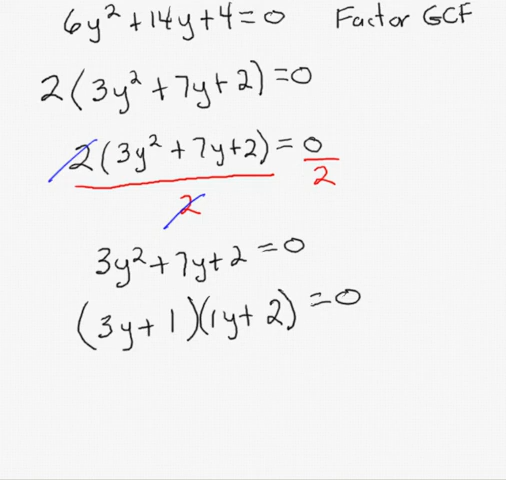 6y² + 14y + 4 = 0 Factor GCF
2(3y² + 7y + 2) = 0
2(3y² + 7y + 2) = 0
2 2
3y² + 7y + 2 = 0
(3y + 1)(1y + 2) = 0